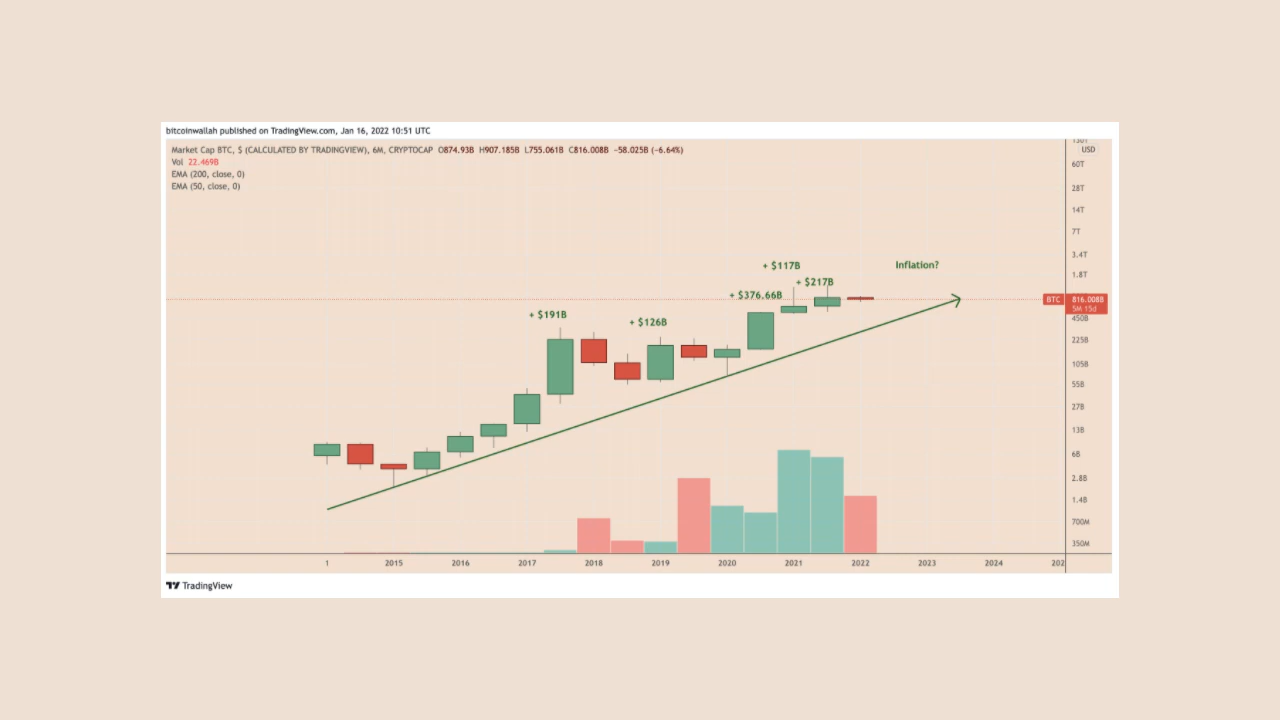 bitcoinwallah published on TradingView.com, Jan 16, 2022 10:51 UTC
Market Cap BTC, $ (CALCULATED BY TRADINGVIEW), 6M, CRYPTOCAP O874.93B H907.185B L755.061B C816.008B −58.025B (−6.64%)
Vol 22.469B
EMA (200, close, 0)
EMA (50, close, 0)
USD
60T
28T
14T
7T
3.4T
1.8T
450B
225B
105B
55B
27B
13B
6B
2.8B
1.4B
700M
350M
BTC 816.008B
5M 15d
+ $117B
Inflation?
+ $217B
+ $376.66B
+ $191B
+ $126B
1 2015 2016 2017 2018 2019 2020 2021 2022 2023 2024 202
TradingView